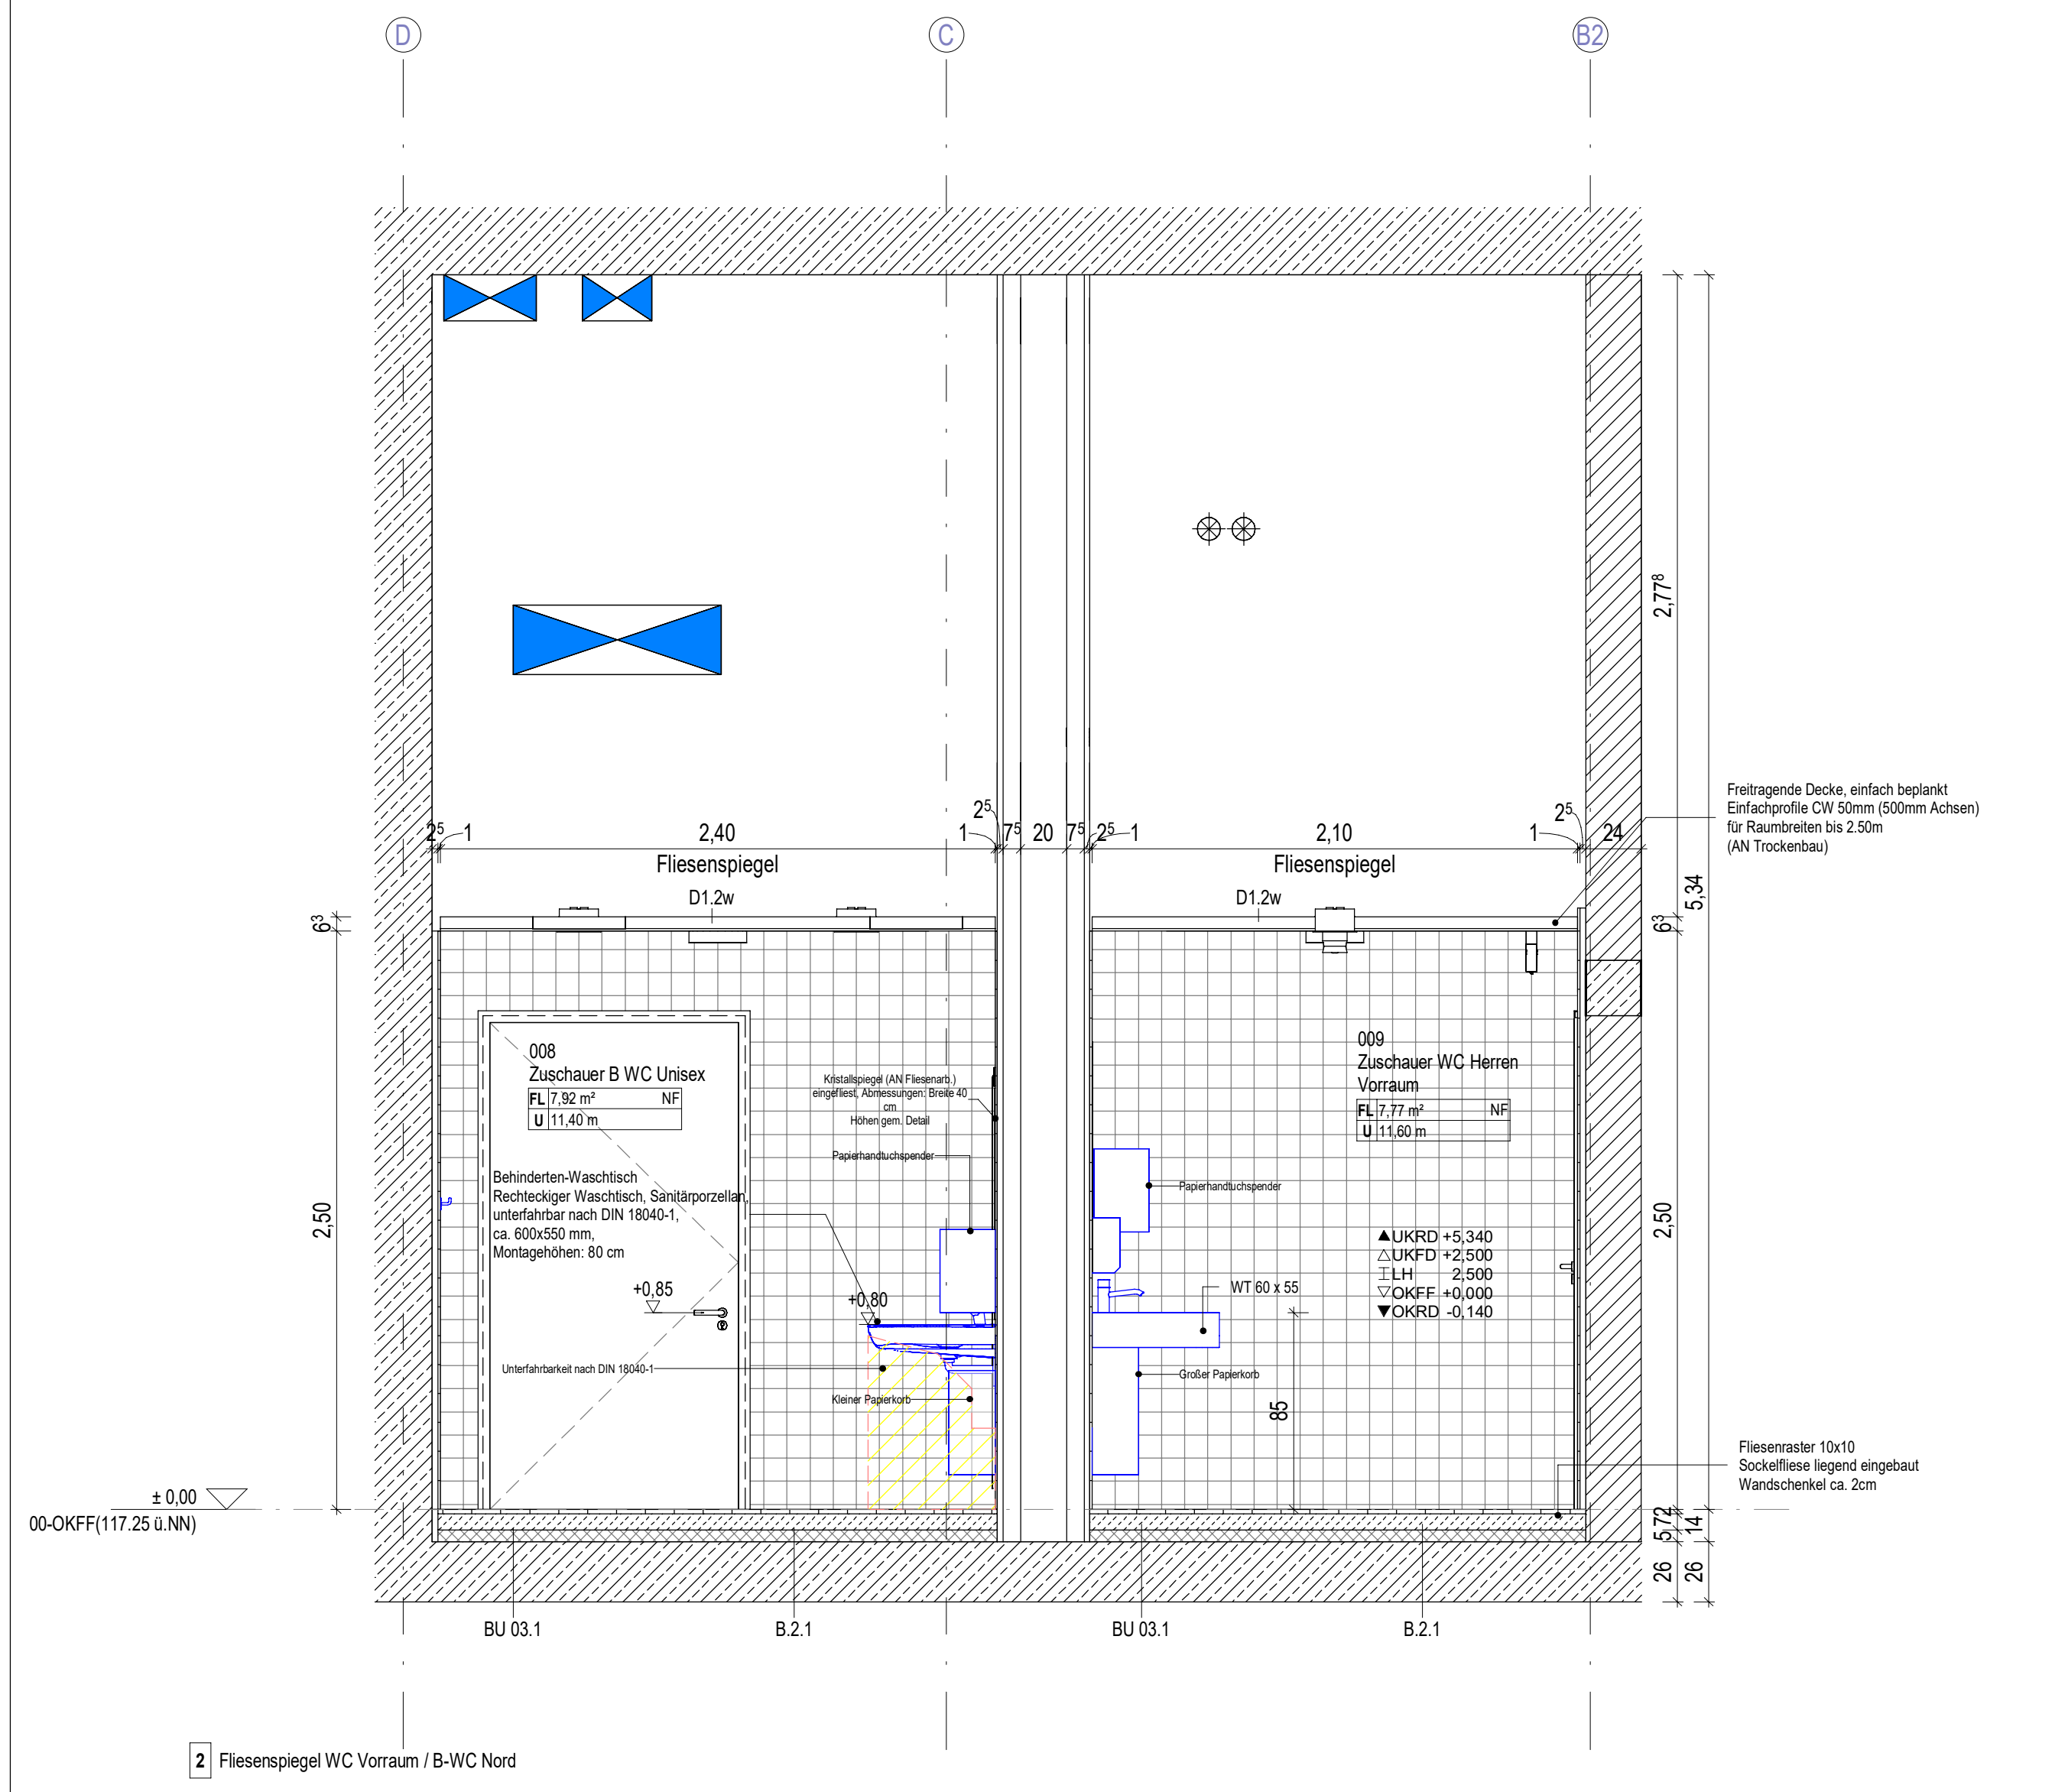 D
C
B2
2,77⁸
5,34
Freitragende Decke, einfach beplankt
Einfachprofile CW 50mm (500mm Achsen)
für Raumbreiten bis 2.50m
(AN Trockenbau)
2⁵ 1 2,40 1 2⁵ 7⁵ 20 7⁵ 2⁵ 1 2,10 1 2⁵ 24
Fliesenspiegel
Fliesenspiegel
D1.2w
D1.2w
6³
6³
008
Zuschauer B WC Unisex
FL 7,92 m² NF
U 11,40 m
Kristallspiegel (AN Fliesenarb.)
eingefliest, Abmessungen: Breite 40
cm
Höhen gem. Detail
Papierhandtuchspender
009
Zuschauer WC Herren
Vorraum
FL 7,77 m² NF
U 11,60 m
Behinderten-Waschtisch
Rechteckiger Waschtisch, Sanitärporzellan,
unterfahrbar nach DIN 18040-1,
ca. 600x550 mm,
Montagehöhen: 80 cm
Papierhandtuchspender
2,50
2,50
▲UKRD +5,340
△UKFD +2,500
⌶LH 2,500
▽OKFF +0,000
▼OKRD -0,140
+0,85
+0,80
WT 60 x 55
Unterfahrbarkeit nach DIN 18040-1
Kleiner Papierkorb
Großer Papierkorb
85
Fliesenraster 10x10
Sockelfliese liegend eingebaut
Wandschenkel ca. 2cm
± 0,00
00-OKFF(117.25 ü.NN)
2
7
5
14
26
26
BU 03.1
B.2.1
BU 03.1
B.2.1
2 Fliesenspiegel WC Vorraum / B-WC Nord